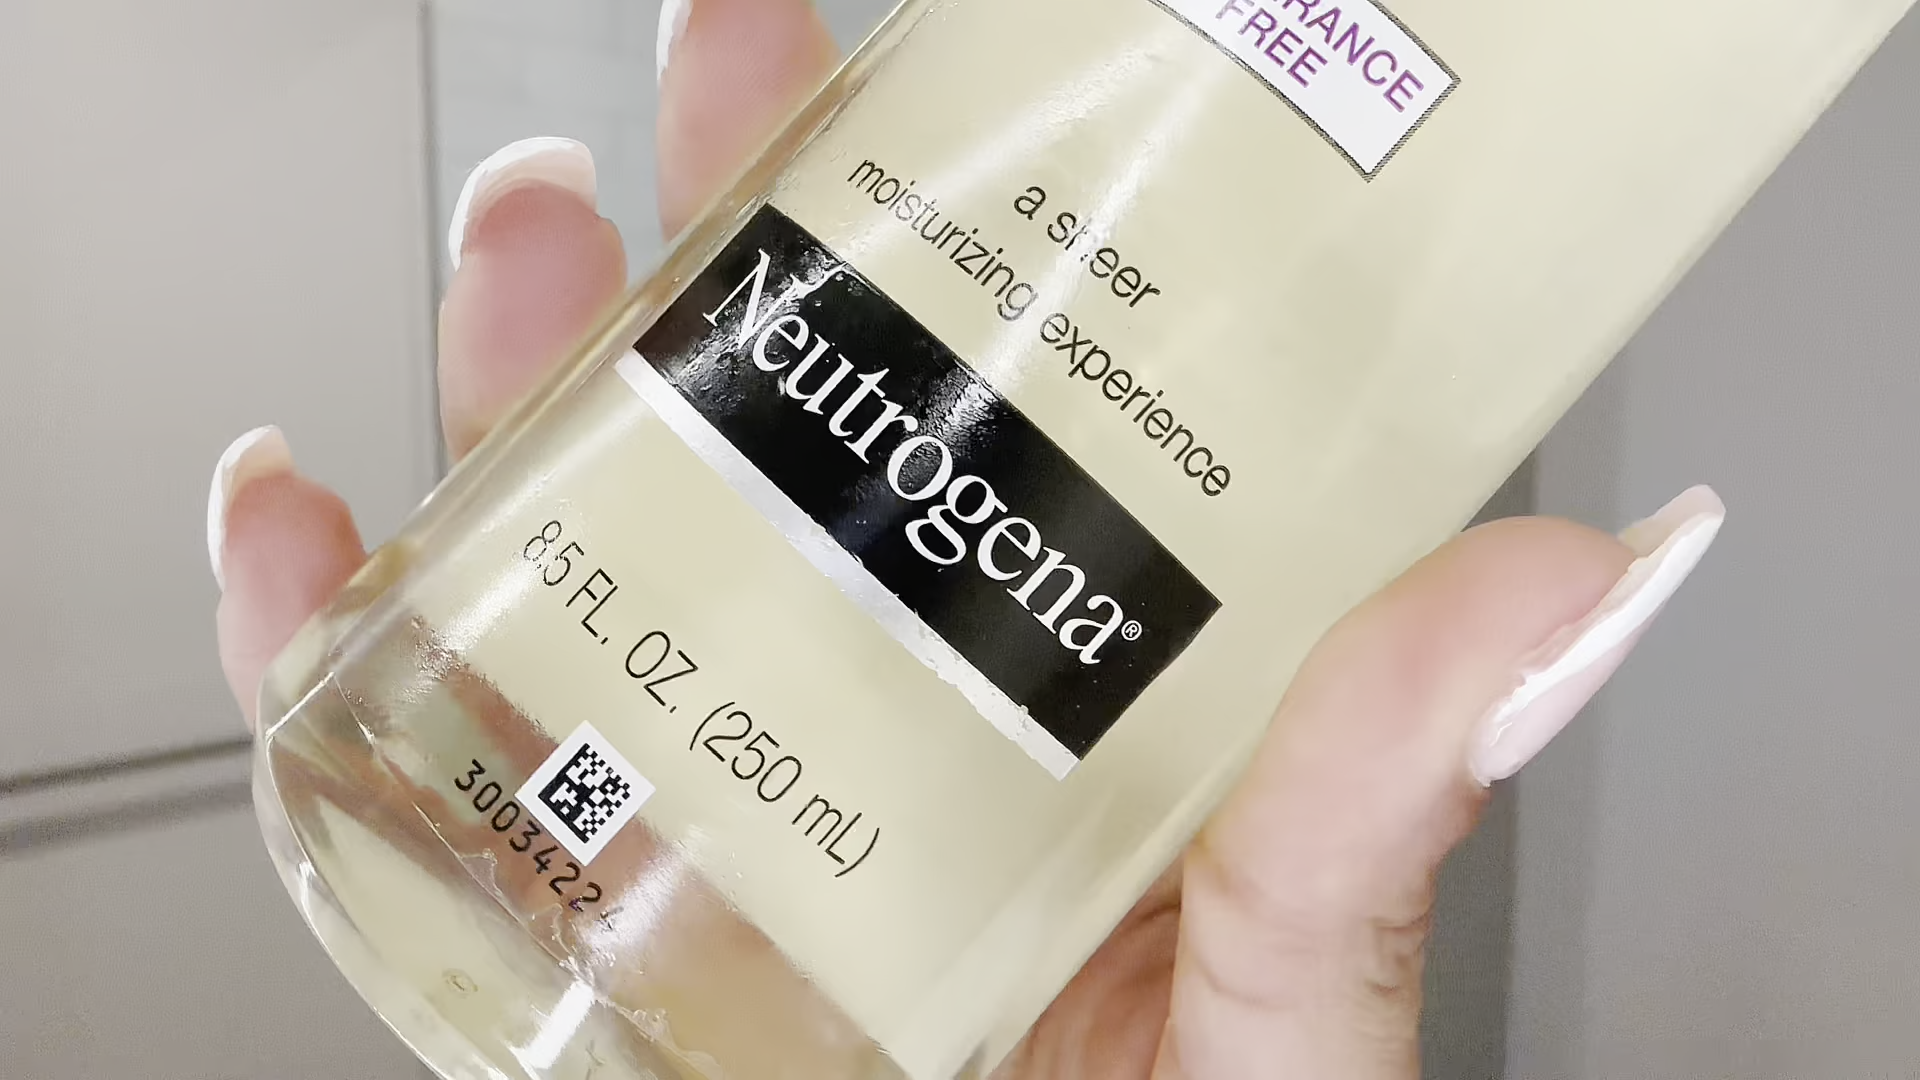 FREE
a sheer
moisturizing experience
Neutrogena®
8.5 FL. OZ. (250 mL)
3003422